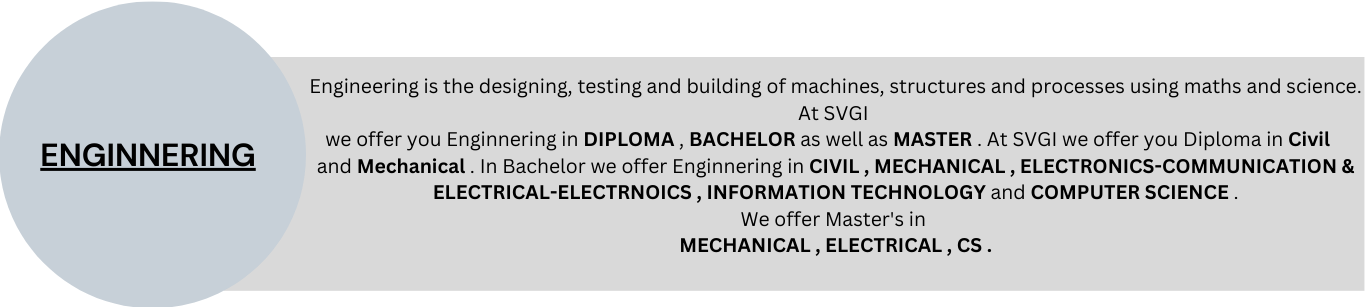 ENGINNERING
Engineering is the designing, testing and building of machines, structures and processes using maths and science.
At SVGI
we offer you Enginnering in DIPLOMA , BACHELOR as well as MASTER . At SVGI we offer you Diploma in Civil
and Mechanical . In Bachelor we offer Enginnering in CIVIL , MECHANICAL , ELECTRONICS-COMMUNICATION &
ELECTRICAL-ELECTRNOICS , INFORMATION TECHNOLOGY and COMPUTER SCIENCE .
We offer Master's in
MECHANICAL , ELECTRICAL , CS .